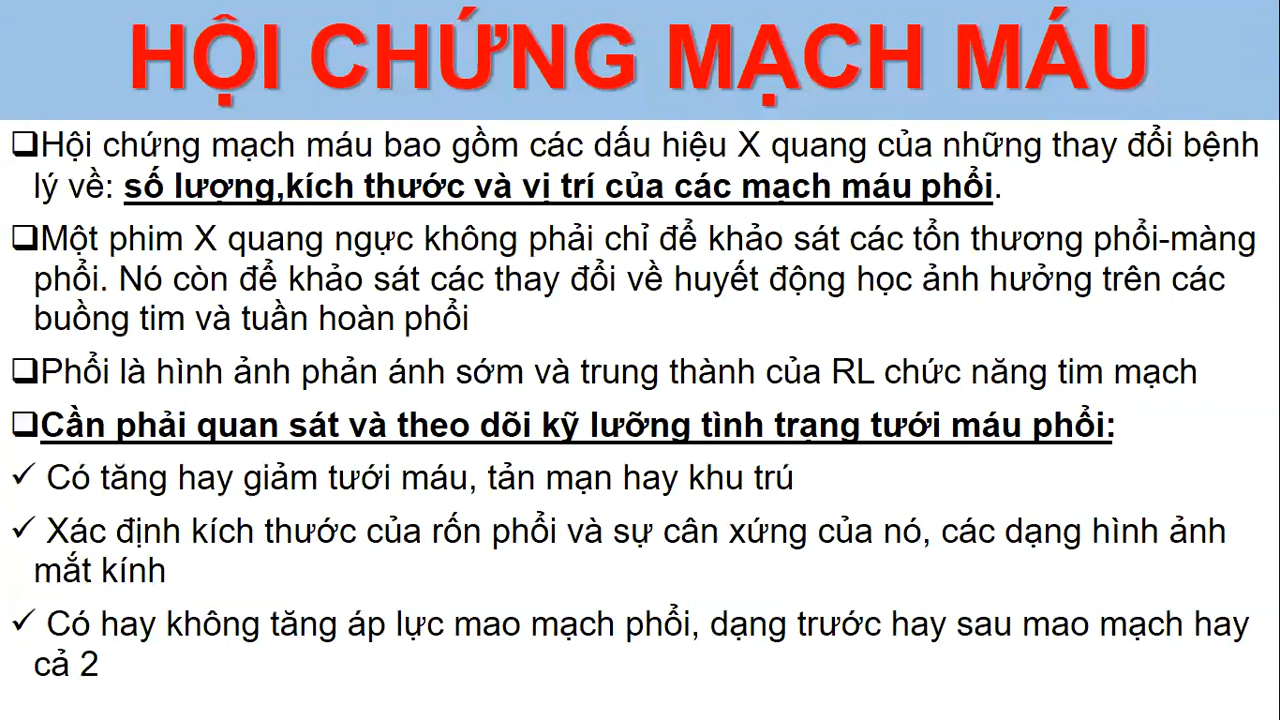 HỘI CHỨNG MẠCH MÁU
❑Hội chứng mạch máu bao gồm các dấu hiệu X quang của những thay đổi bệnh
lý về: số lượng,kích thước và vị trí của các mạch máu phổi.
❑Một phim X quang ngực không phải chỉ để khảo sát các tổn thương phổi-màng
phổi. Nó còn để khảo sát các thay đổi về huyết động học ảnh hưởng trên các
buồng tim và tuần hoàn phổi
❑Phổi là hình ảnh phản ánh sớm và trung thành của RL chức năng tim mạch
❑Cần phải quan sát và theo dõi kỹ lưỡng tình trạng tưới máu phổi:
✓ Có tăng hay giảm tưới máu, tản mạn hay khu trú
✓ Xác định kích thước của rốn phổi và sự cân xứng của nó, các dạng hình ảnh
mắt kính
✓ Có hay không tăng áp lực mao mạch phổi, dạng trước hay sau mao mạch hay
cả 2